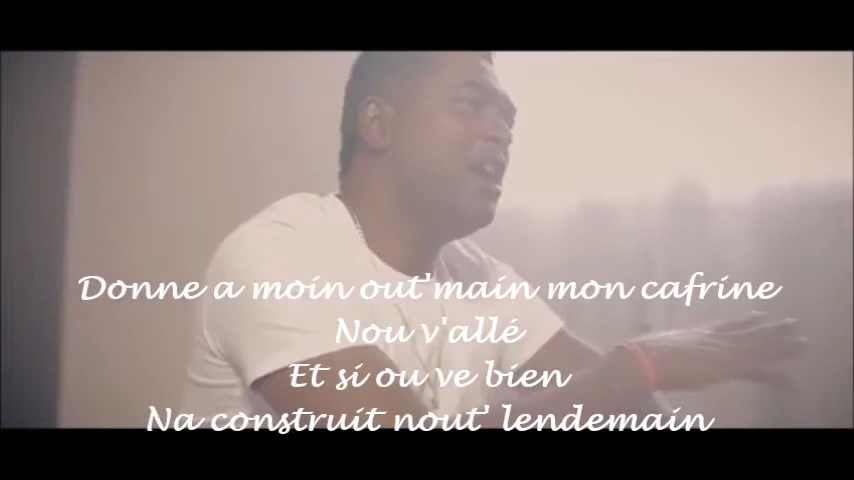 Donne a moin out'main mon cafrine
Nou v'allé
Et si ou ve bien
Na construit nout' lendemain